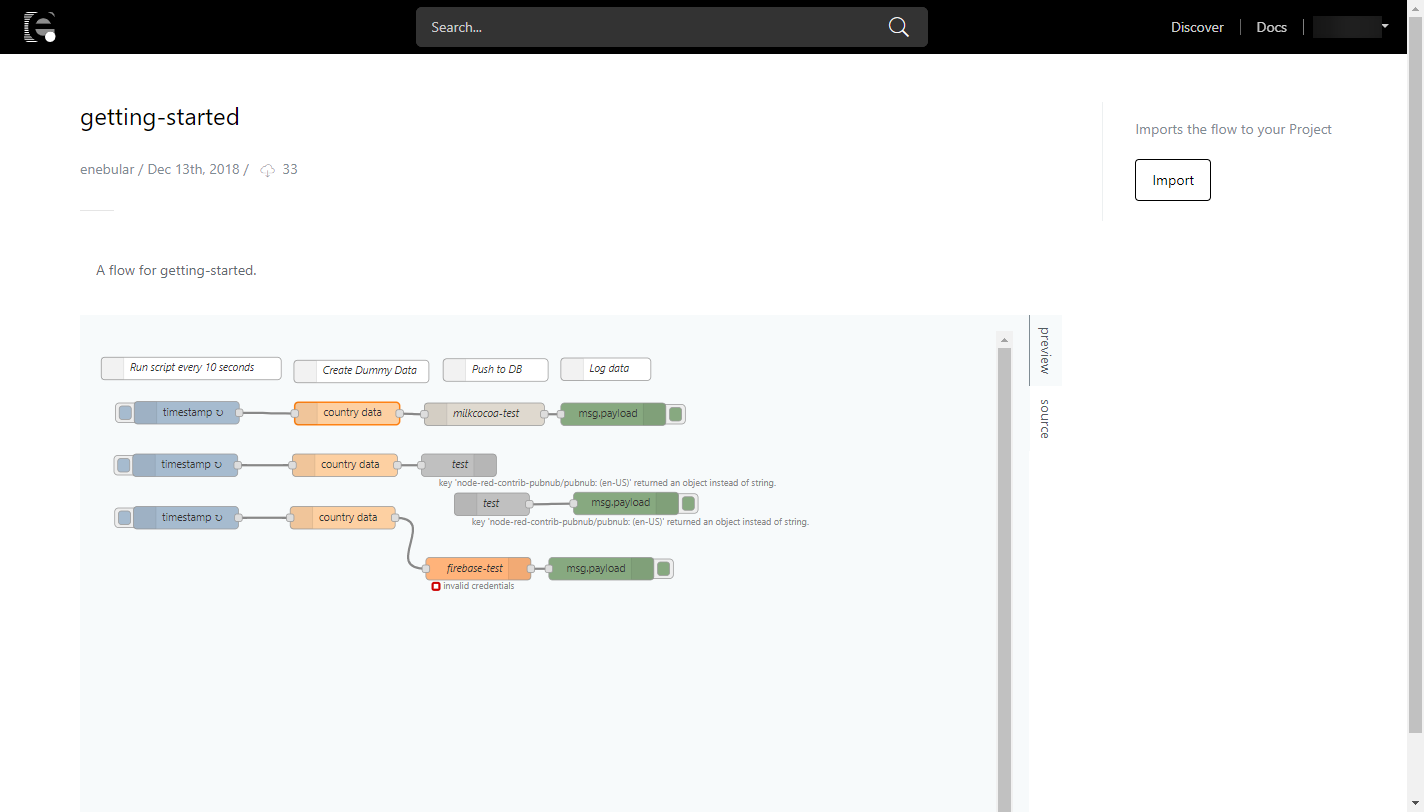 Search...
Discover
Docs
getting-started
Imports the flow to your Project
enebular / Dec 13th, 2018 / 33
Import
A flow for getting-started.
preview
source
Run script every 10 seconds
Create Dummy Data
Push to DB
Log data
timestamp ↻
country data
milkcocoa-test
msg.payload
timestamp ↻
country data
test
key 'node-red-contrib-pubnub/pubnub: (en-US)' returned an object instead of string.
test
msg.payload
key 'node-red-contrib-pubnub/pubnub: (en-US)' returned an object instead of string.
timestamp ↻
country data
firebase-test
msg.payload
invalid credentials